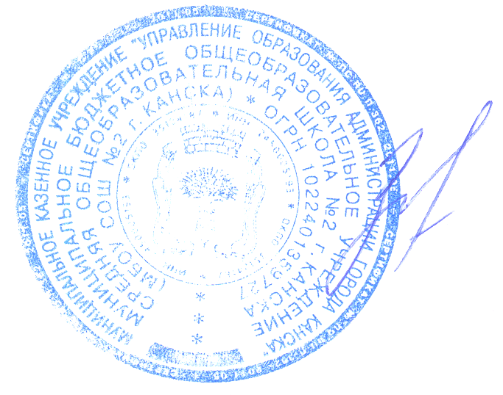 МУНИЦИПАЛЬНОЕ КАЗЕННОЕ УЧРЕЖДЕНИЕ "УПРАВЛЕНИЕ ОБРАЗОВАНИЯ АДМИНИСТРАЦИИ ГОРОДА КАНСКА"
МУНИЦИПАЛЬНОЕ БЮДЖЕТНОЕ ОБЩЕОБРАЗОВАТЕЛЬНОЕ УЧРЕЖДЕНИЕ
СРЕДНЯЯ ОБЩЕОБРАЗОВАТЕЛЬНАЯ ШКОЛА №2 Г. КАНСКА
(МБОУ СОШ №2 г. КАНСКА) * ОГРН 1022401359727
* * *